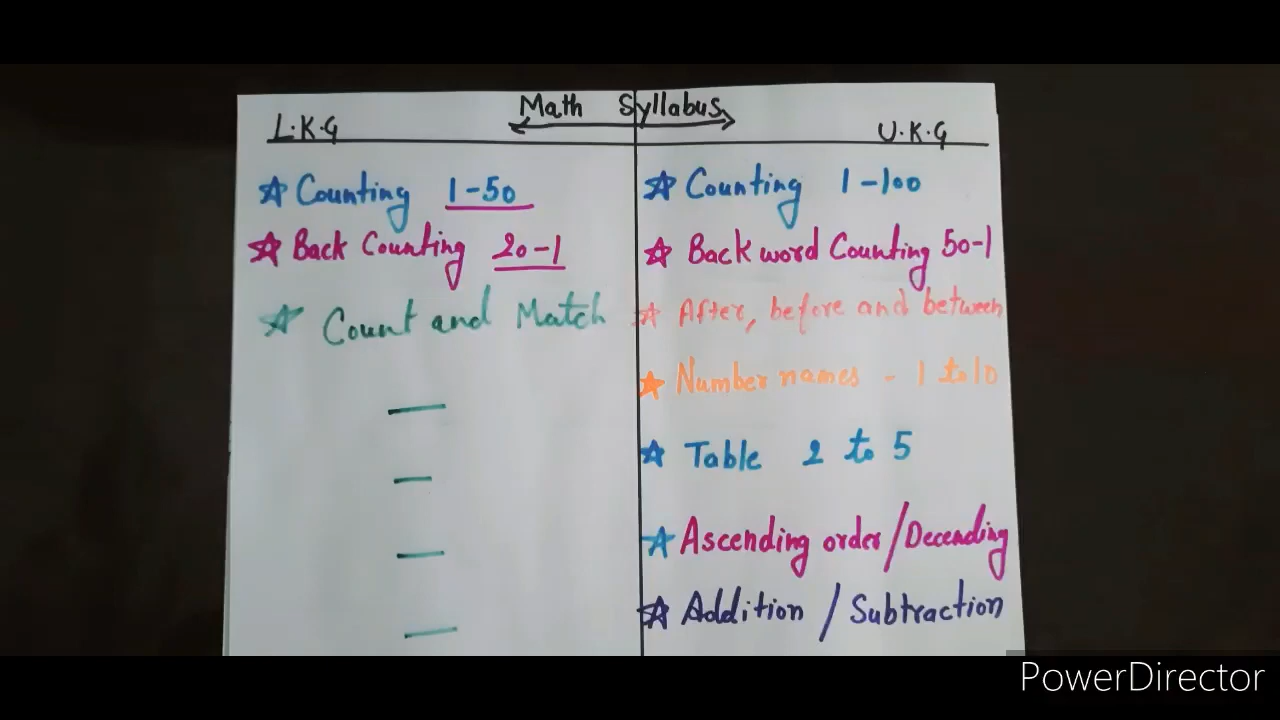 Math Syllabus
L.K.G
U.K.G
☆ Counting 1-50
☆ Back Counting 20-1
☆ Count and Match
☆ Counting 1-100
☆ Back word Counting 50-1
☆ After, before and between
☆ Number names - 1 to 10
☆ Table 2 to 5
☆ Ascending order/Decending
☆ Addition / Subtraction
PowerDirector